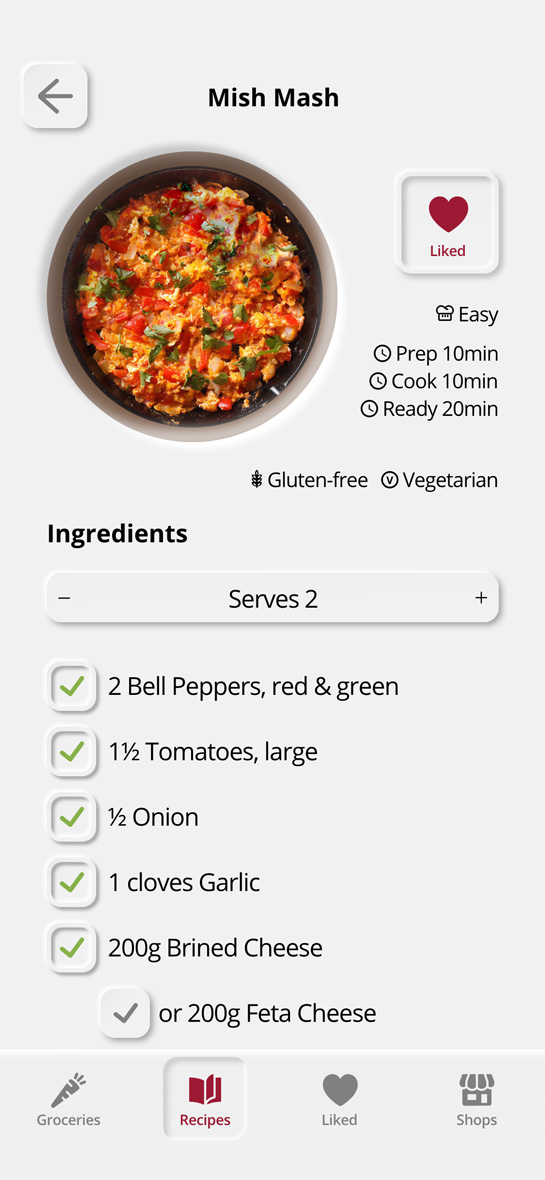 Mish Mash
Liked
Easy
Prep 10min
Cook 10min
Ready 20min
Gluten-free V Vegetarian
Ingredients
− Serves 2 +
2 Bell Peppers, red & green
1½ Tomatoes, large
½ Onion
1 cloves Garlic
200g Brined Cheese
or 200g Feta Cheese
Groceries Recipes Liked Shops